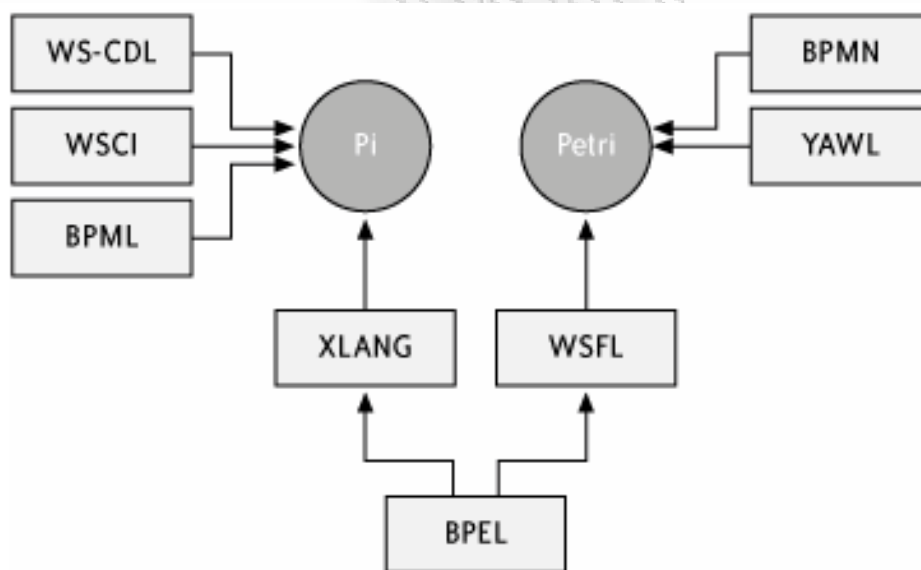 WS-CDL
WSCI
BPML
Pi
Petri
BPMN
YAWL
XLANG
WSFL
BPEL